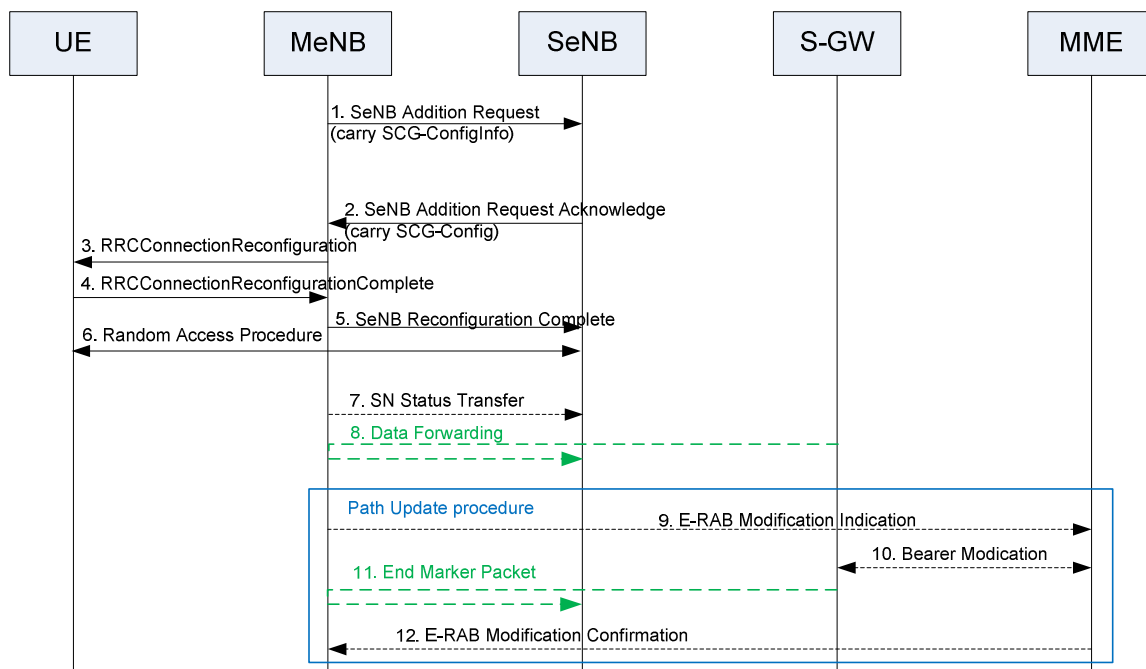 UE
MeNB
SeNB
S-GW
MME
1. SeNB Addition Request
(carry SCG-ConfigInfo)
2. SeNB Addition Request Acknowledge
(carry SCG-Config)
3. RRCConnectionReconfiguration
4. RRCConnectionReconfigurationComplete
5. SeNB Reconfiguration Complete
6. Random Access Procedure
7. SN Status Transfer
8. Data Forwarding
Path Update procedure
9. E-RAB Modification Indication
10. Bearer Modication
11. End Marker Packet
12. E-RAB Modification Confirmation